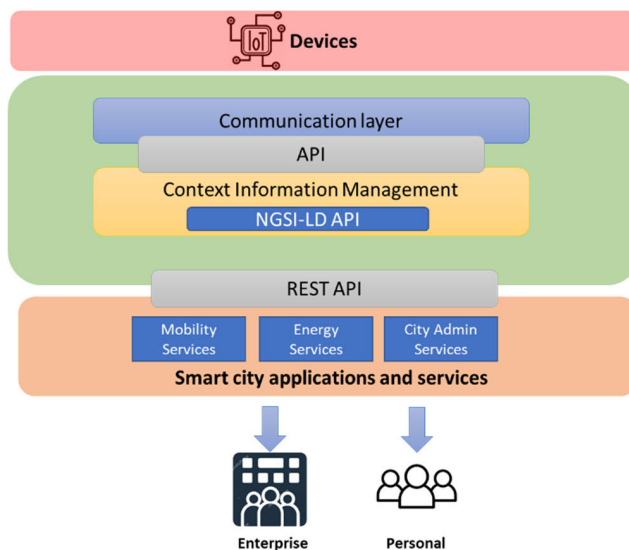 IoT
Devices
Communication layer
API
Context Information Management
NGSI-LD API
REST API
Mobility
Services
Energy
Services
City Admin
Services
Smart city applications and services
Enterprise
Personal